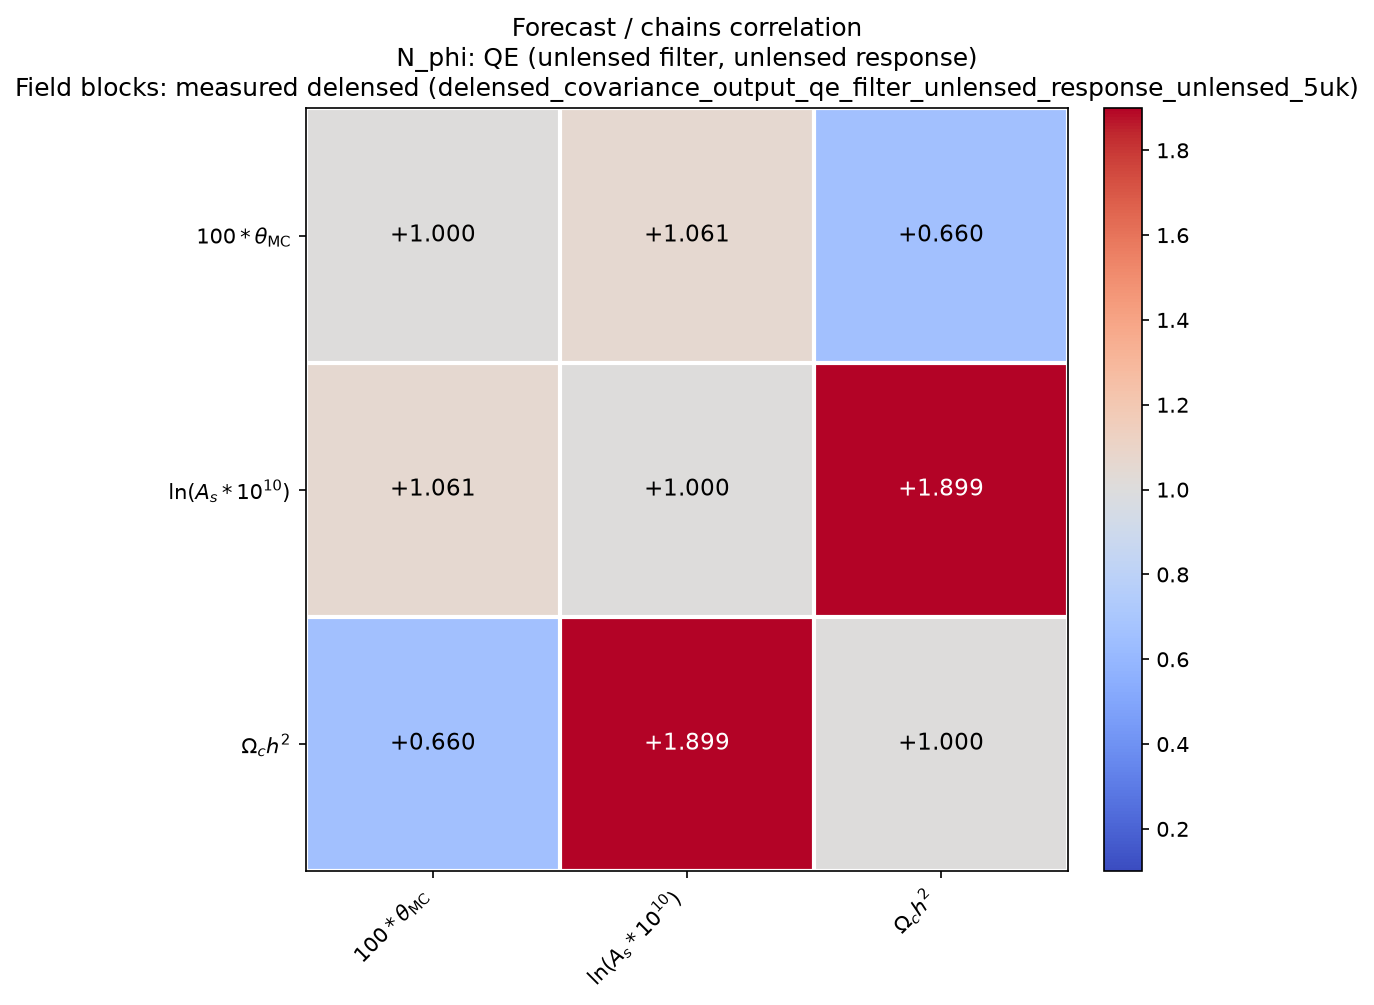 Forecast / chains correlation
N_phi: QE (unlensed filter, unlensed response)
Field blocks: measured delensed (delensed_covariance_output_qe_filter_unlensed_response_unlensed_5uk)
100 * θ_MC +1.000 +1.061 +0.660
ln(A_s * 10^10) +1.061 +1.000 +1.899
Ω_c h^2 +0.660 +1.899 +1.000
100 * θ_MC ln(A_s * 10^10) Ω_c h^2
1.8
1.6
1.4
1.2
1.0
0.8
0.6
0.4
0.2